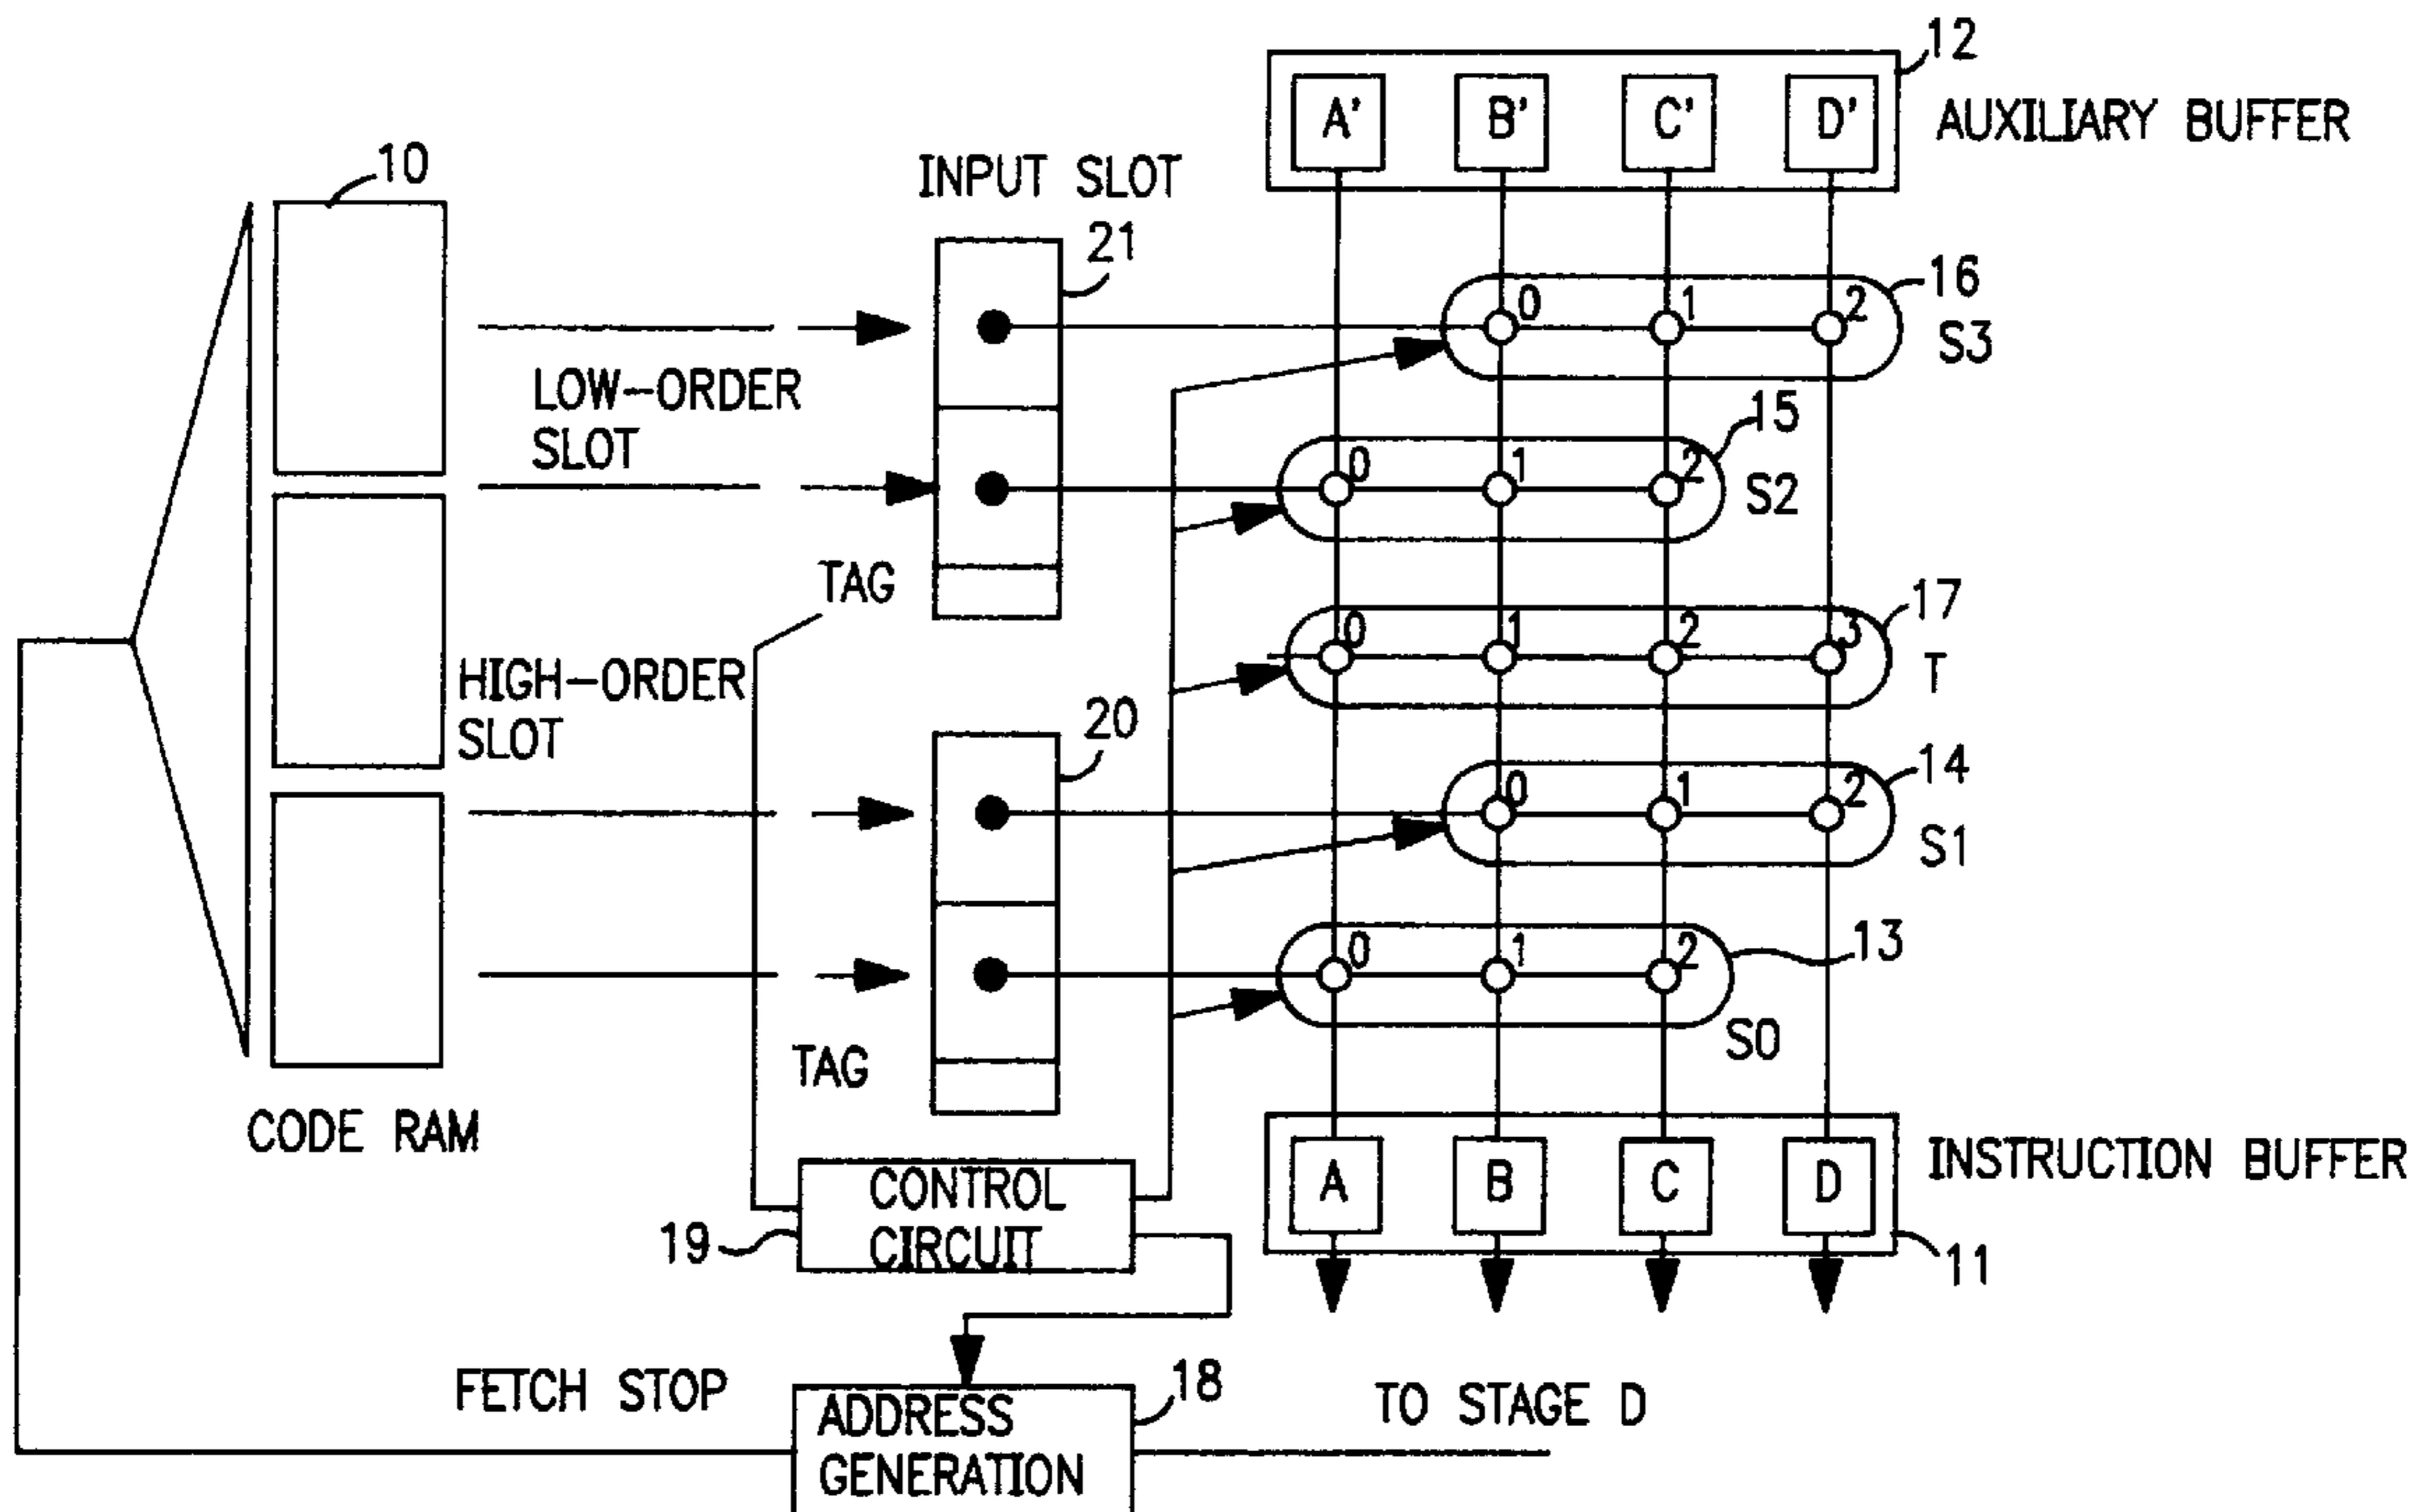 12
A' B' C' D'
AUXILIARY BUFFER
10
INPUT SLOT
21
0 1 2
16
S3
LOW-ORDER
SLOT
15
0 1 2
S2
TAG
17
0 1 2 3
T
HIGH-ORDER
SLOT
20
14
0 1 2
S1
13
0 1 2
S0
TAG
CODE RAM
INSTRUCTION BUFFER
A B C D
11
CONTROL
CIRCUIT
19
FETCH STOP
18
ADDRESS
GENERATION
TO STAGE D